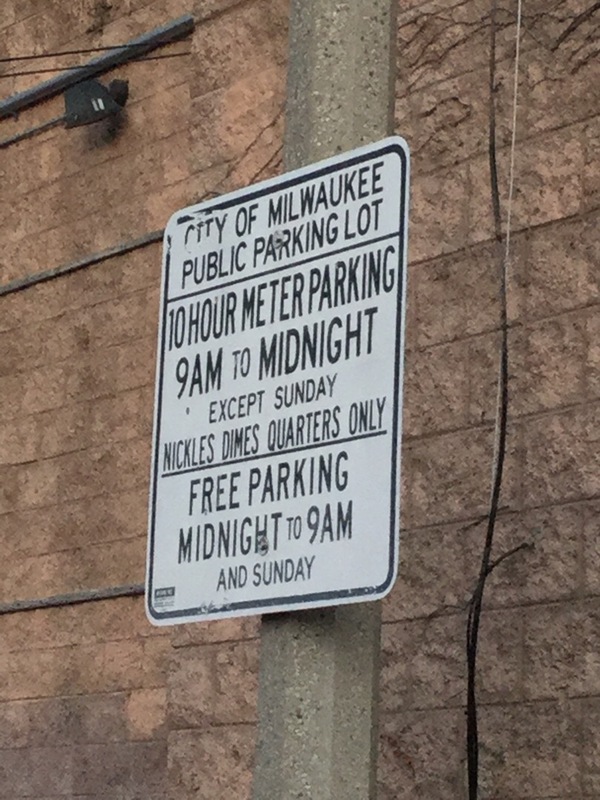 CITY OF MILWAUKEE
PUBLIC PARKING LOT
10 HOUR METER PARKING
9AM TO MIDNIGHT
EXCEPT SUNDAY
NICKLES DIMES QUARTERS ONLY
FREE PARKING
MIDNIGHT TO 9AM
AND SUNDAY